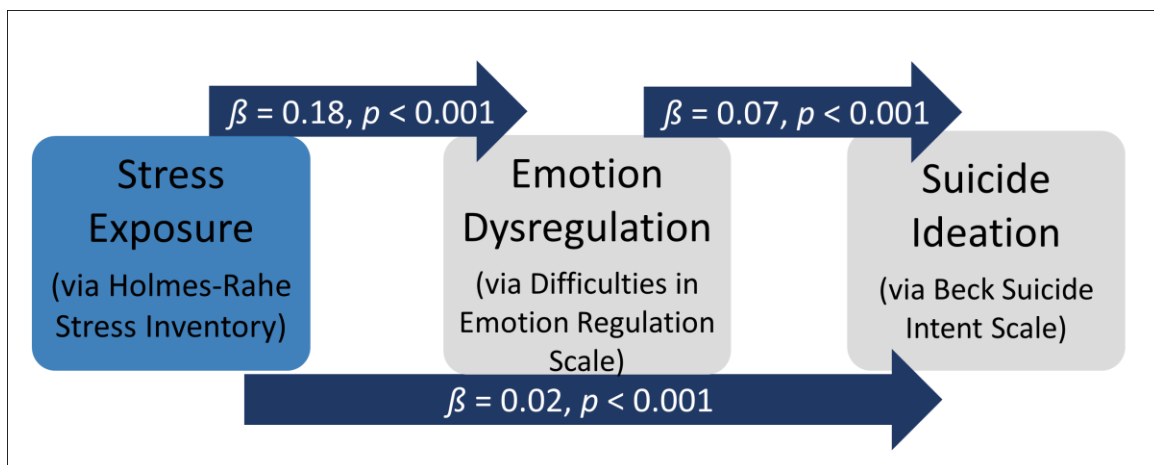 ß = 0.18, p < 0.001
ß = 0.07, p < 0.001
Stress
Exposure
(via Holmes-Rahe
Stress Inventory)
Emotion
Dysregulation
(via Difficulties in
Emotion Regulation
Scale)
Suicide
Ideation
(via Beck Suicide
Intent Scale)
ß = 0.02, p < 0.001